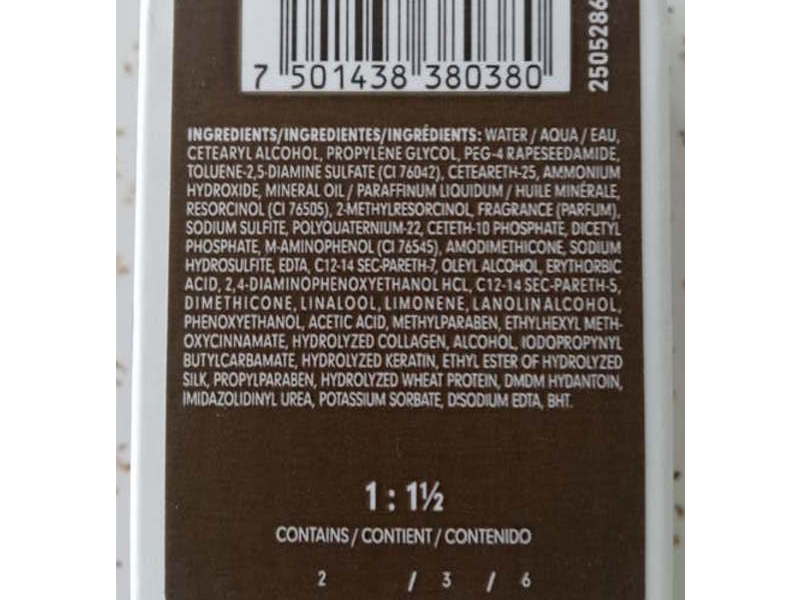 7 501438 380380
2505286
INGREDIENTS/INGREDIENTES/INGRÉDIENTS: WATER / AQUA / EAU,
CETEARYL ALCOHOL, PROPYLENE GLYCOL, PEG-4 RAPESEEDAMIDE,
TOLUENE-2,5-DIAMINE SULFATE (CI 76042), CETEARETH-25, AMMONIUM
HYDROXIDE, MINERAL OIL / PARAFFINUM LIQUIDUM / HUILE MINÉRALE,
RESORCINOL (CI 76505), 2-METHYLRESORCINOL, FRAGRANCE (PARFUM),
SODIUM SULFITE, POLYQUATERNIUM-22, CETETH-10 PHOSPHATE, DICETYL
PHOSPHATE, M-AMINOPHENOL (CI 76545), AMODIMETHICONE, SODIUM
HYDROSULFITE, EDTA, C12-14 SEC-PARETH-7, OLEYL ALCOHOL, ERYTHORBIC
ACID, 2,4-DIAMINOPHENOXYETHANOL HCL, C12-14 SEC-PARETH-5,
DIMETHICONE, LINALOOL, LIMONENE, LANOLIN ALCOHOL,
PHENOXYETHANOL, ACETIC ACID, METHYLPARABEN, ETHYLHEXYL METH-
OXYCINNAMATE, HYDROLYZED COLLAGEN, ALCOHOL, IODOPROPYNYL
BUTYLCARBAMATE, HYDROLYZED KERATIN, ETHYL ESTER OF HYDROLYZED
SILK, PROPYLPARABEN, HYDROLYZED WHEAT PROTEIN, DMDM HYDANTOIN,
IMIDAZOLIDINYL UREA, POTASSIUM SORBATE, DISODIUM EDTA, BHT.
1 : 1½
CONTAINS / CONTIENT / CONTENIDO
2 / 3 / 6